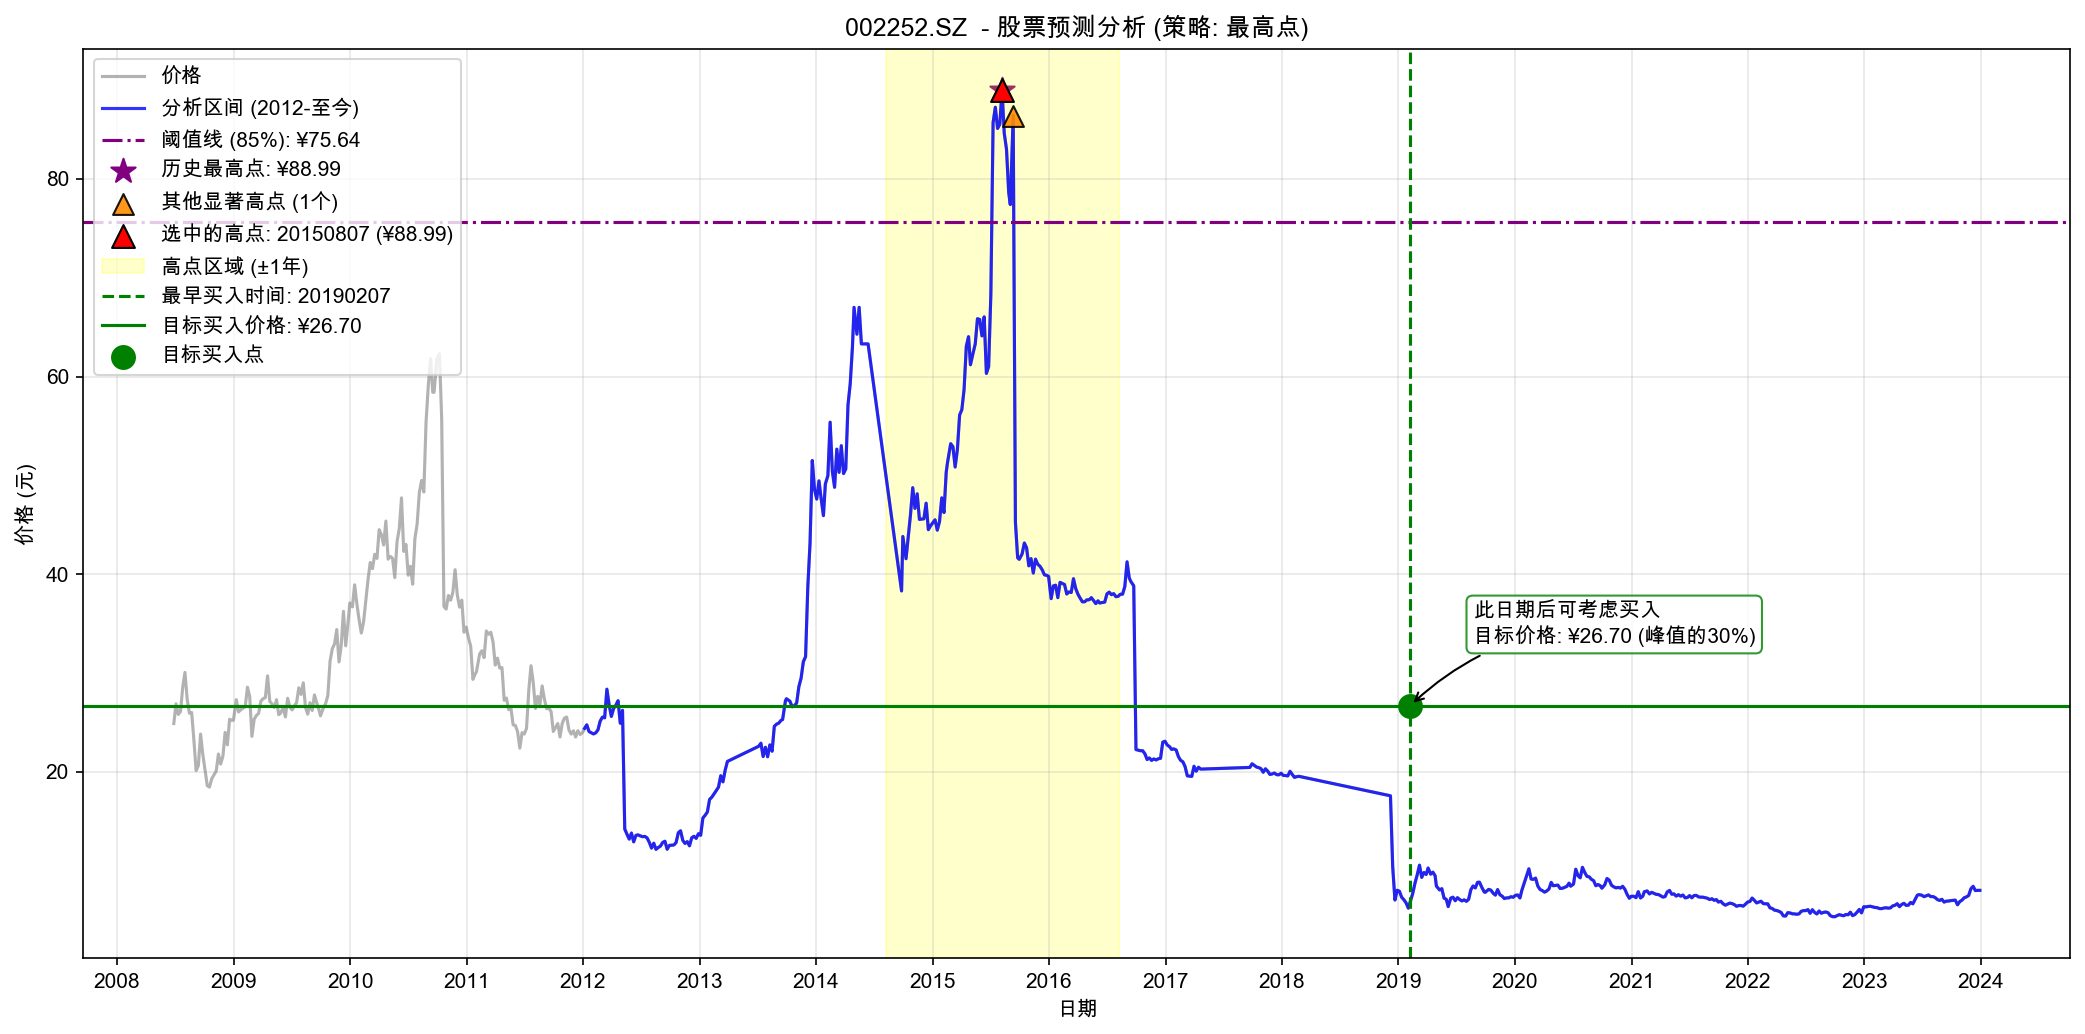 002252.SZ - 股票预测分析 (策略: 最高点)
价格
分析区间 (2012-至今)
阈值线 (85%): ¥75.64
历史最高点: ¥88.99
其他显著高点 (1个)
选中的高点: 20150807 (¥88.99)
高点区域 (±1年)
最早买入时间: 20190207
目标买入价格: ¥26.70
目标买入点
价格 (元)
80
60
40
20
此日期后可考虑买入
目标价格: ¥26.70 (峰值的30%)
2008 2009 2010 2011 2012 2013 2014 2015 2016 2017 2018 2019 2020 2021 2022 2023 2024
日期